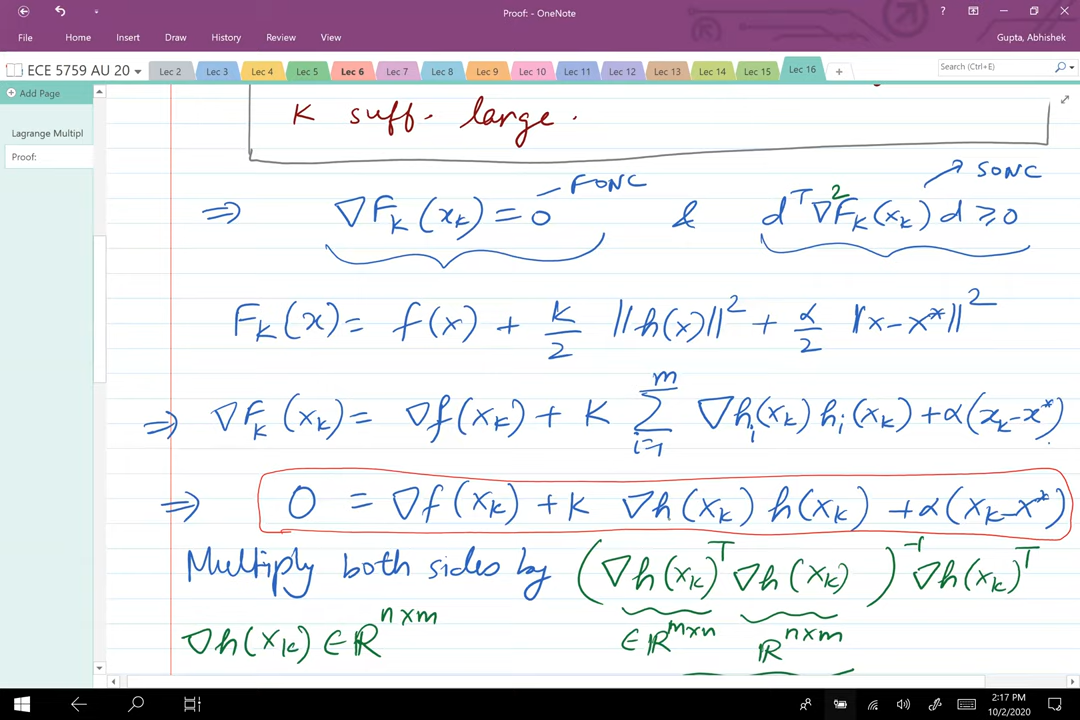 Proof: - OneNote
Gupta, Abhishek
File Home Insert Draw History Review View
ECE 5759 AU 20 Lec 2 Lec 3 Lec 4 Lec 5 Lec 6 Lec 7 Lec 8 Lec 9 Lec 10 Lec 11 Lec 12 Lec 13 Lec 14 Lec 15 Lec 16
Search (Ctrl+E)
Add Page
Lagrange Multipl
Proof:
K suff. large.
⇒ ∇F_k(x_k) = 0 – FONC & d^T ∇²F_k(x_k) d ≥ 0 → SONC
F_k(x) = f(x) + k/2 ||h(x)||² + α/2 ||x - x*||²
⇒ ∇F_k(x_k) = ∇f(x_k) + K ∑_{i=1}^{m} ∇h_i(x_k) h_i(x_k) + α(x_k - x*)
⇒ 0 = ∇f(x_k) + K ∇h(x_k) h(x_k) + α(x_k - x*)
Multiply both sides by (∇h(x_k)^T ∇h(x_k))^{-1} ∇h(x_k)^T
∇h(x_k) ∈ R^{n×m} ∈ R^{m×n} R^{n×m}
2:17 PM
10/2/2020